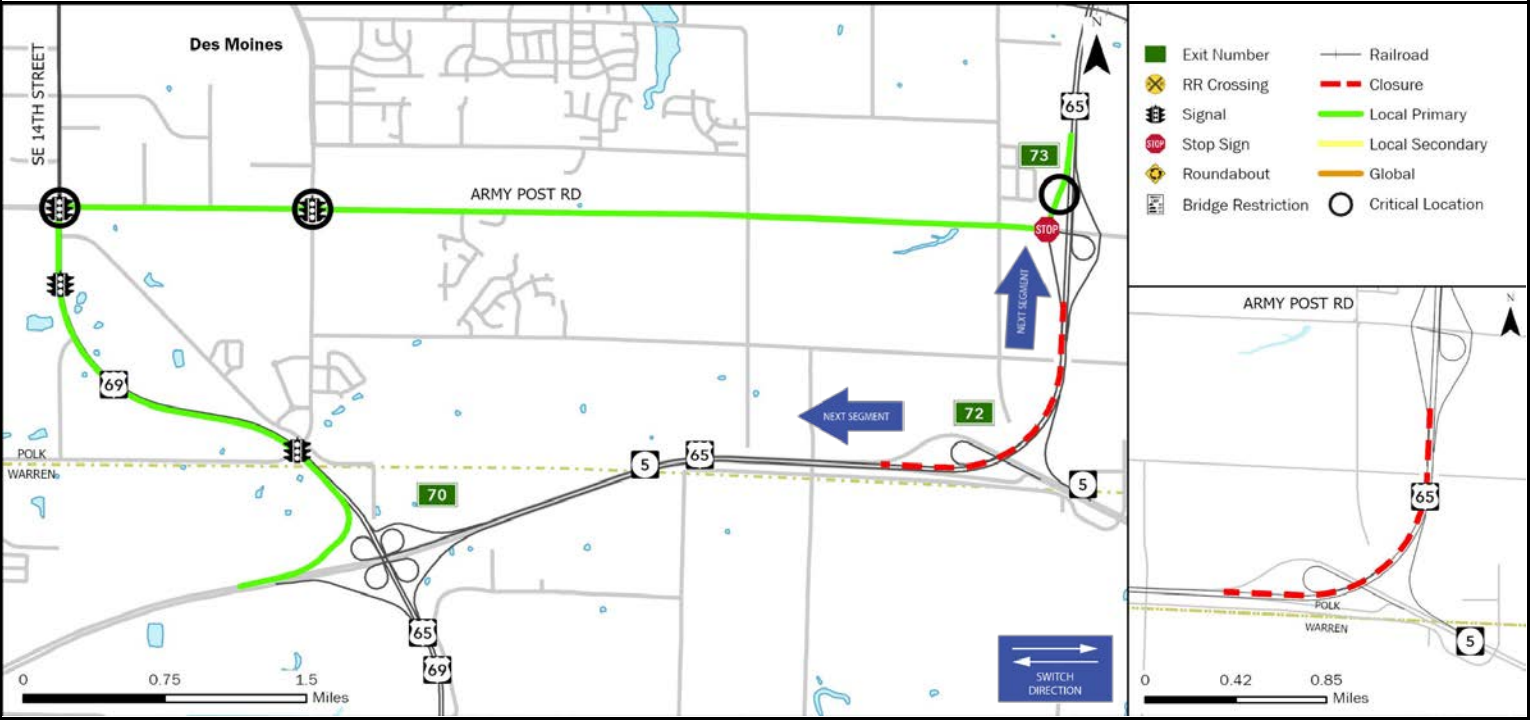 Des Moines
SE 14TH STREET
N
65
73
ARMY POST RD
STOP
NEXT SEGMENT
69
NEXT SEGMENT
72
POLK
WARREN
5
65
5
70
65
69
0 0.75 1.5
Miles
SWITCH
DIRECTION
Exit Number
RR Crossing
Signal
STOP Stop Sign
Roundabout
Bridge Restriction
Railroad
Closure
Local Primary
Local Secondary
Global
Critical Location
ARMY POST RD
N
65
POLK
WARREN
5
0 0.42 0.85
Miles